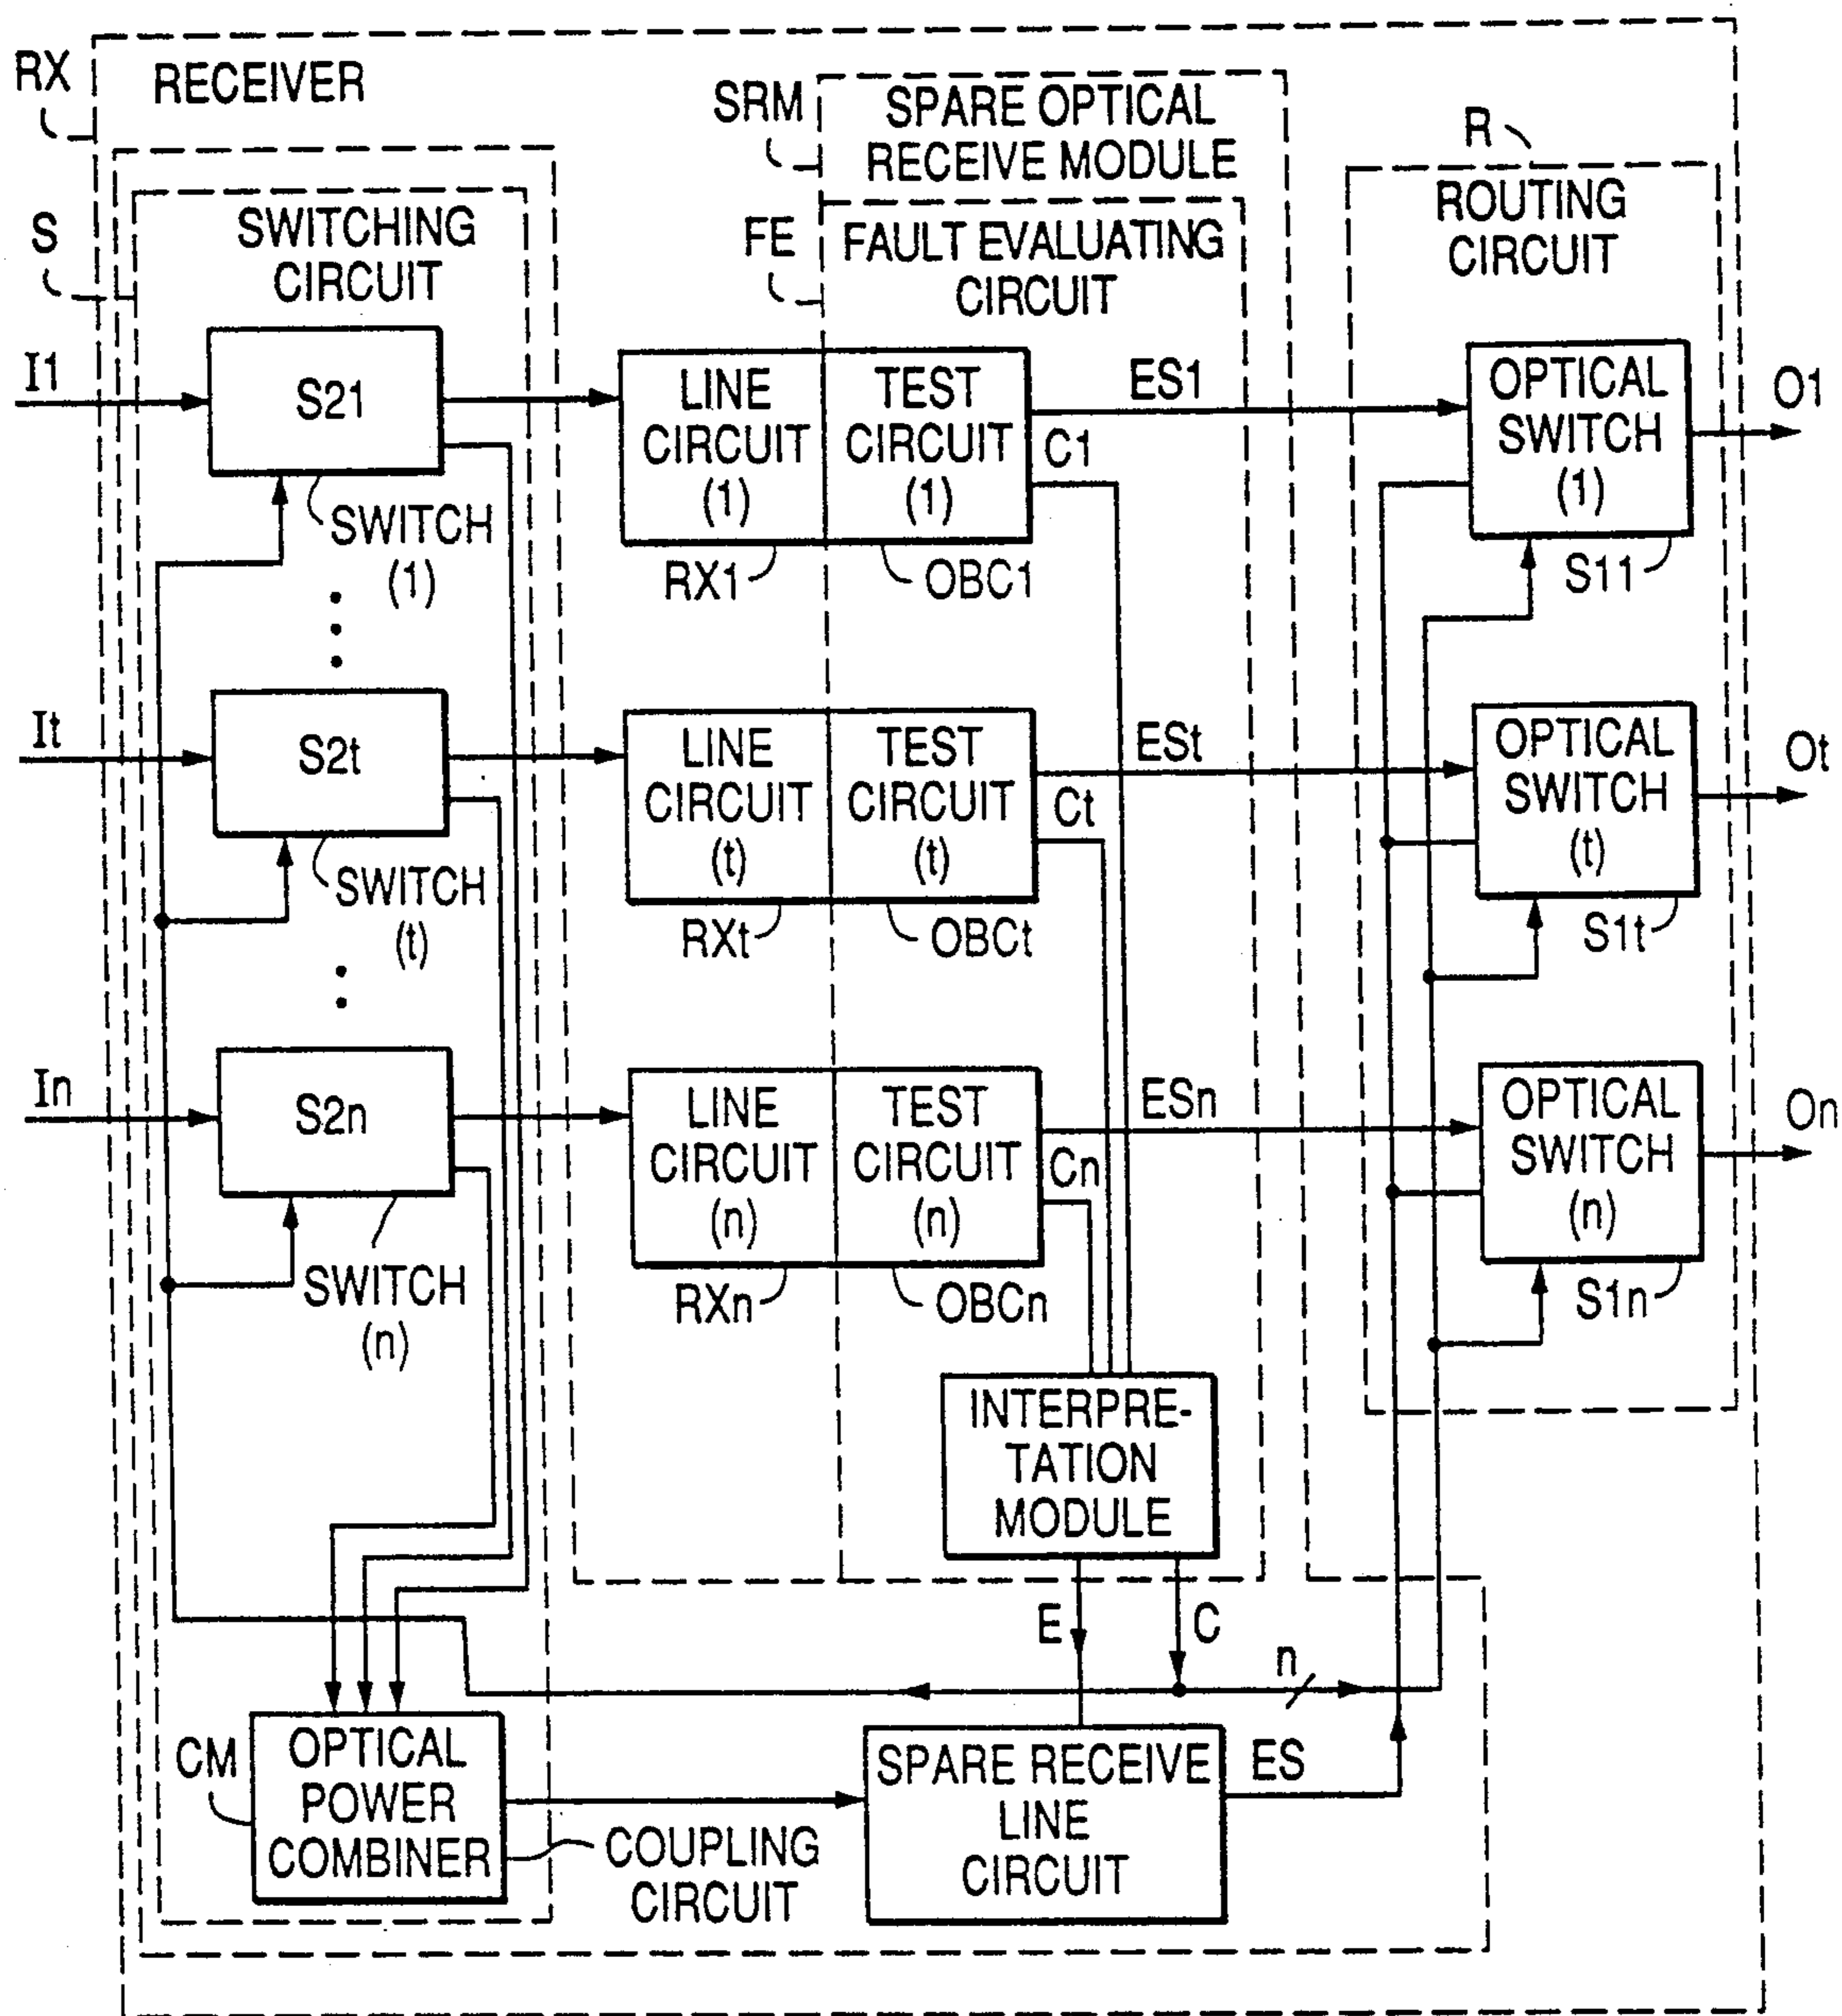 RX
RECEIVER
SRM
SPARE OPTICAL
RECEIVE MODULE
R
ROUTING
CIRCUIT
S
SWITCHING
CIRCUIT
FE
FAULT EVALUATING
CIRCUIT
I1
S21
SWITCH
(1)
LINE
CIRCUIT
(1)
RX1
TEST
CIRCUIT
(1)
OBC1
ES1
C1
OPTICAL
SWITCH
(1)
S11
O1
It
S2t
SWITCH
(t)
LINE
CIRCUIT
(t)
RXt
TEST
CIRCUIT
(t)
OBCt
ESt
Ct
OPTICAL
SWITCH
(t)
S1t
Ot
In
S2n
SWITCH
(n)
LINE
CIRCUIT
(n)
RXn
TEST
CIRCUIT
(n)
OBCn
ESn
Cn
OPTICAL
SWITCH
(n)
S1n
On
INTERPRE-
TATION
MODULE
E
C
n
CM
OPTICAL
POWER
COMBINER
COUPLING
CIRCUIT
SPARE RECEIVE
LINE
CIRCUIT
ES